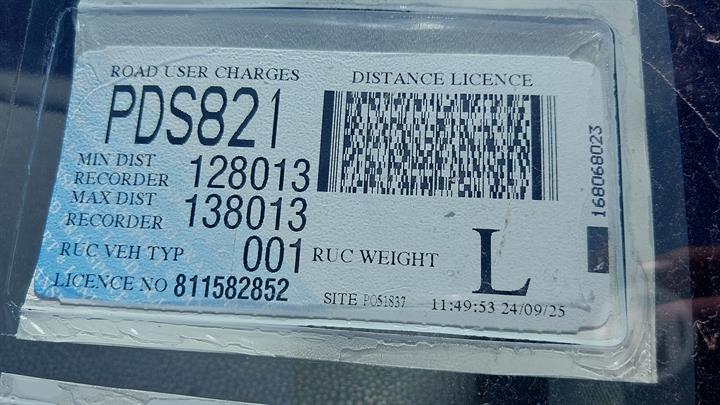 ROAD USER CHARGES
DISTANCE LICENCE
PDS821
MIN DIST
RECORDER 128013
MAX DIST
RECORDER 138013
RUC VEH TYP 001 RUC WEIGHT L
LICENCE NO 811582852
SITE PO51837 11:49:53 24/09/25
168068023